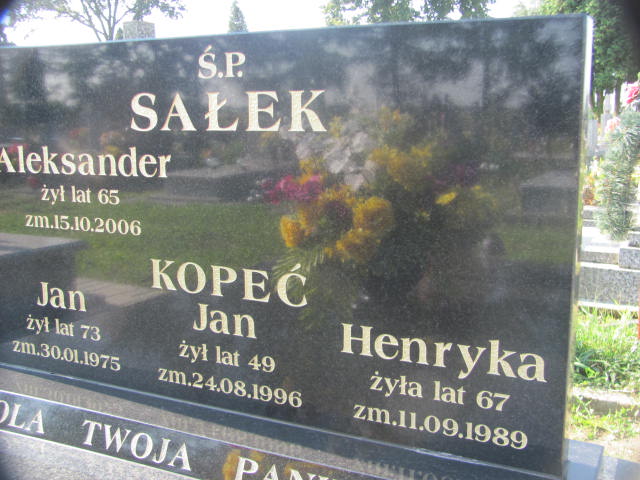 Ś.P.
SAŁEK
Aleksander
żył lat 65
zm.15.10.2006
KOPEĆ
Jan
żył lat 73
zm.30.01.1975
Jan
żył lat 49
zm.24.08.1996
Henryka
żyła lat 67
zm.11.09.1989
TWOJA